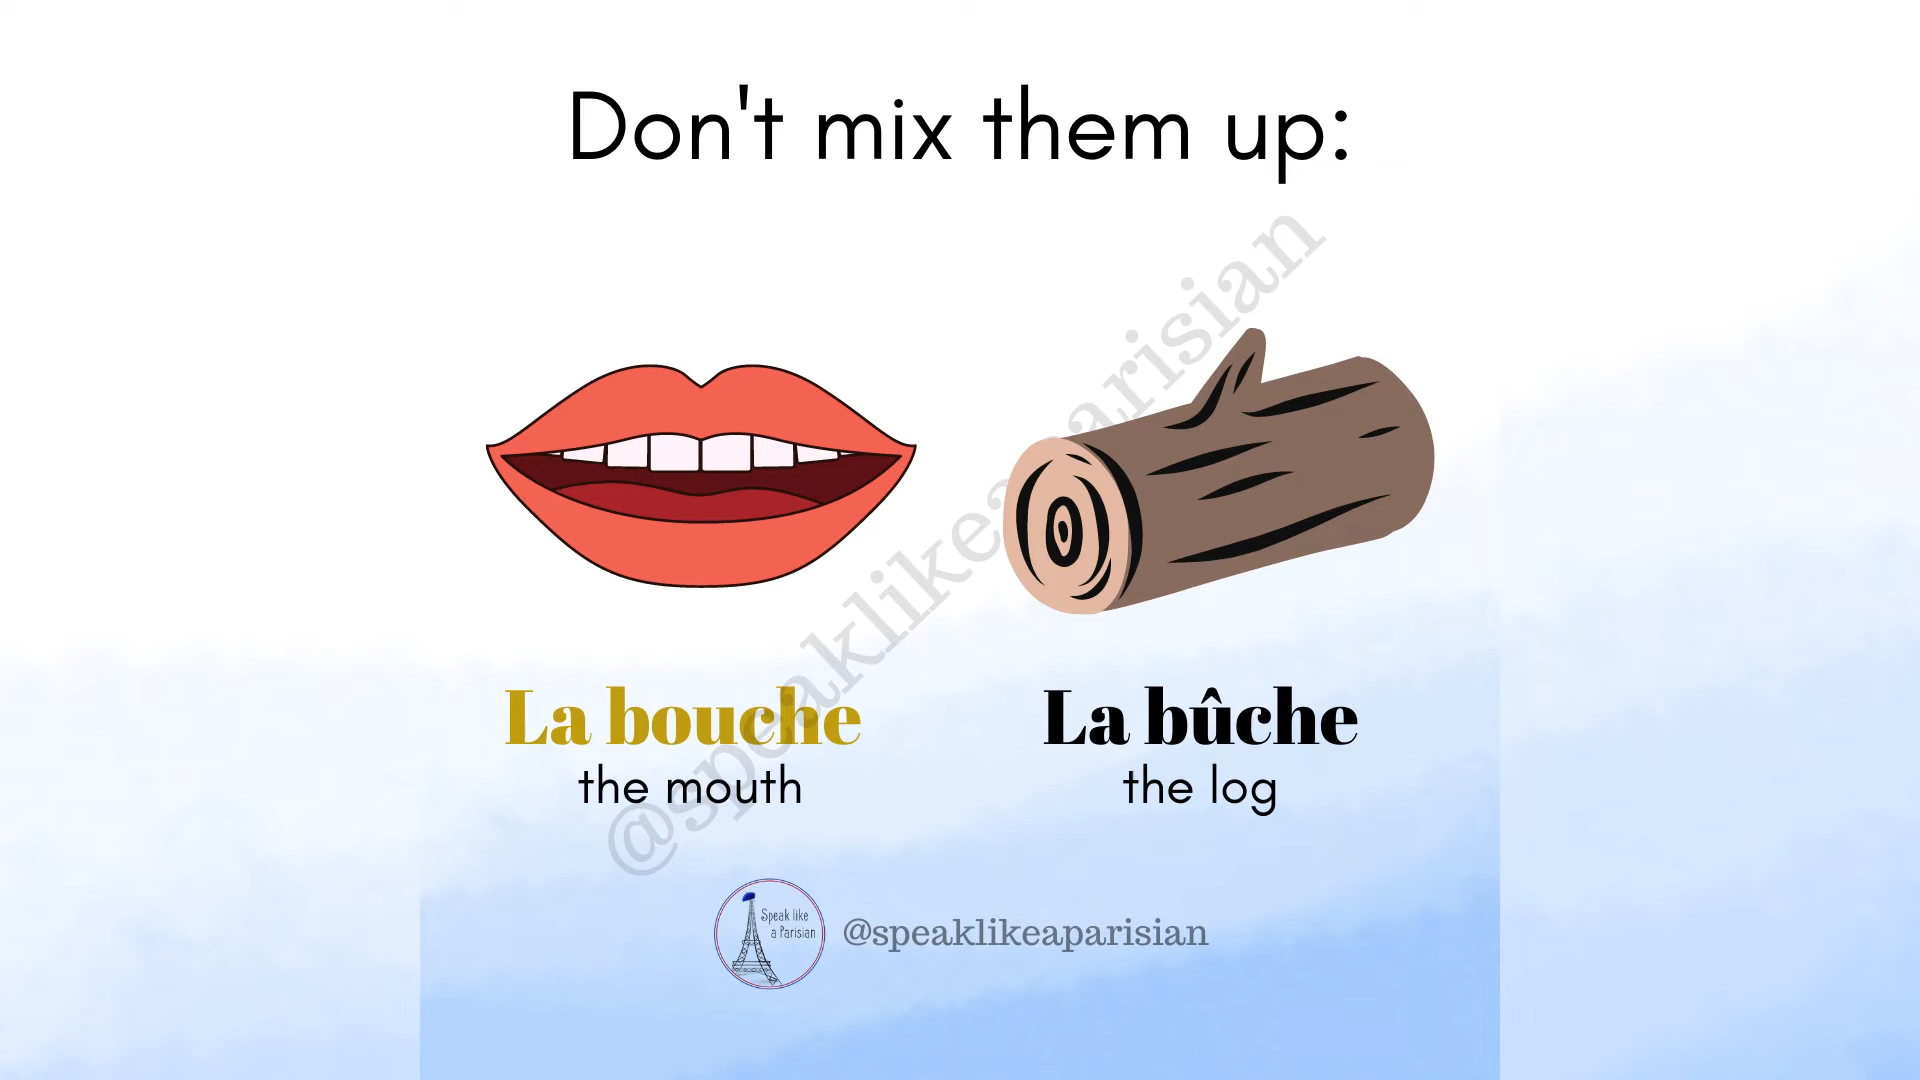 Don't mix them up:
@speaklikeaparisian
La bouche
the mouth
La bûche
the log
Speak like
a Parisian
@speaklikeaparisian